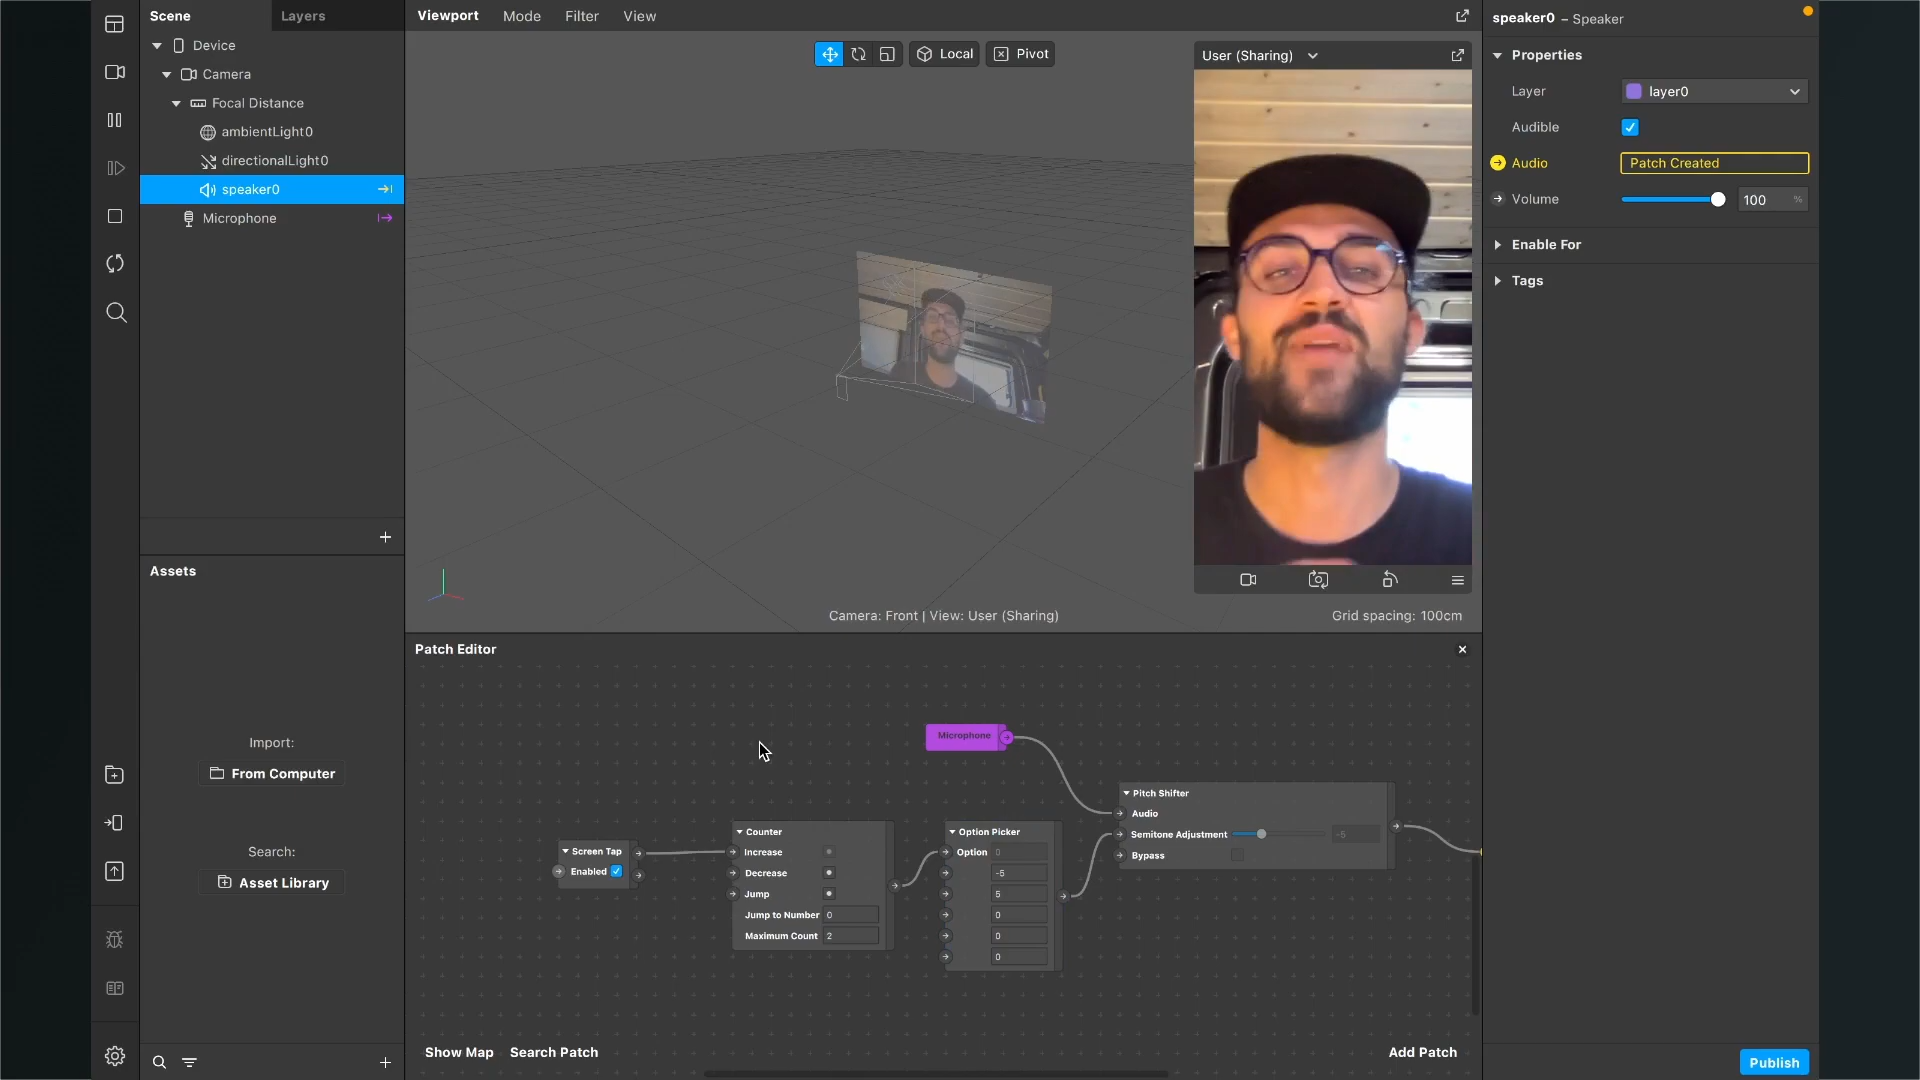 Scene
Layers
Device
Camera
Focal Distance
ambientLight0
directionalLight0
speaker0
Microphone
Assets
Import:
From Computer
Search:
Asset Library
Viewport Mode Filter View
Local
Pivot
User (Sharing)
Camera: Front | View: User (Sharing)
Grid spacing: 100cm
Patch Editor
Microphone
Screen Tap
Enabled
Counter
Increase
Decrease
Jump
Jump to Number 0
Maximum Count 2
Option Picker
Option 0
-5
5
0
0
0
Pitch Shifter
Audio
Semitone Adjustment -5
Bypass
Show Map Search Patch
Add Patch
speaker0 – Speaker
Properties
Layer layer0
Audible
Audio Patch Created
Volume 100 %
Enable For
Tags
Publish